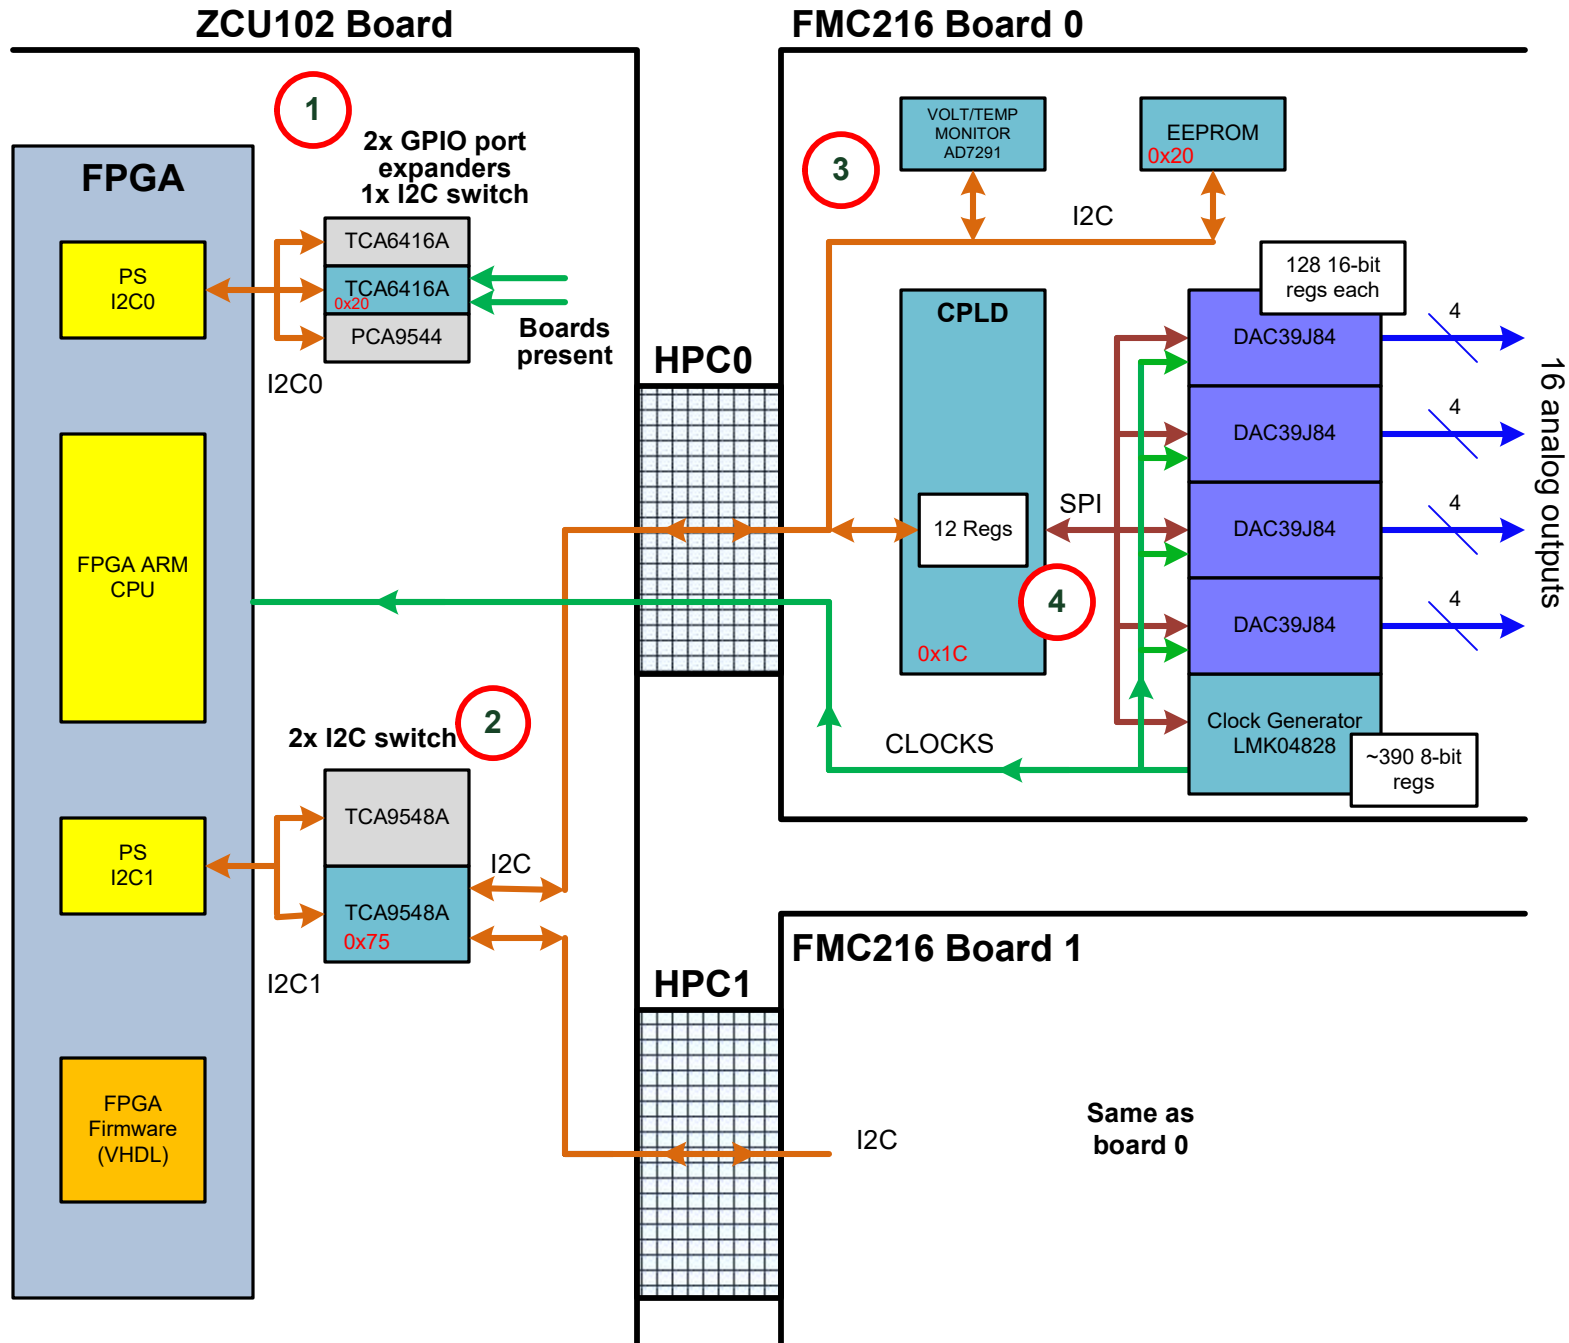 ZCU102 Board
FMC216 Board 0
1
2x GPIO port
expanders
1x I2C switch
FPGA
PS
I2C0
TCA6416A
TCA6416A
0x20
PCA9544
I2C0
Boards
present
HPC0
3
VOLT/TEMP
MONITOR
AD7291
EEPROM
0x20
I2C
128 16-bit
regs each
CPLD
DAC39J84
4
DAC39J84
4
12 Regs
SPI
DAC39J84
4
DAC39J84
4
16 analog outputs
4
0x1C
Clock Generator
LMK04828
~390 8-bit
regs
CLOCKS
FPGA ARM
CPU
2
2x I2C switch
TCA9548A
PS
I2C1
TCA9548A
0x75
I2C
I2C1
FMC216 Board 1
HPC1
FPGA
Firmware
(VHDL)
I2C
Same as
board 0